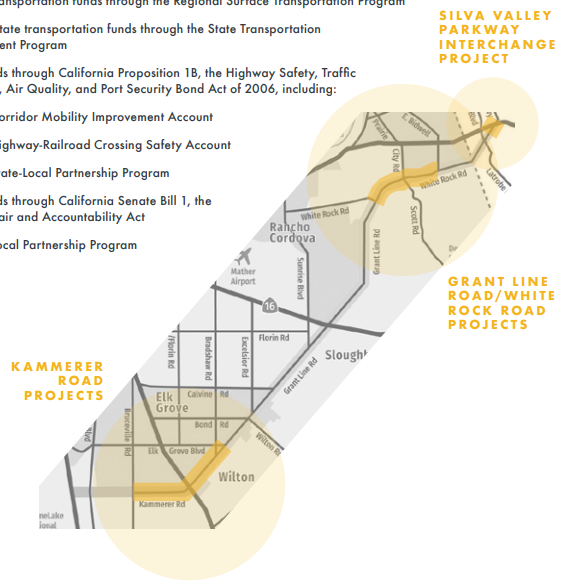 ansportation funds through the Regional Surface Transportation Program
tate transportation funds through the State Transportation
ent Program
ds through California Proposition 1B, the Highway Safety, Traffic
, Air Quality, and Port Security Bond Act of 2006, including:
orridor Mobility Improvement Account
ighway-Railroad Crossing Safety Account
tate-Local Partnership Program
ds through California Senate Bill 1, the
air and Accountability Act
ocal Partnership Program
SILVA VALLEY
PARKWAY
INTERCHANGE
PROJECT
Prairie
E. Bidwell
Blvd
City Rd
White Rock Rd
Latrobe
Scott Rd
White Rock Rd
Rancho
Cordova
Grant Line Rd
Mather
Airport
Sunrise Blvd
16
GRANT LINE
ROAD/WHITE
ROCK ROAD
PROJECTS
Florin Rd
Bradshaw Rd
Excelsior Rd
Florin Rd
Slough
Grant Line Rd
KAMMERER
ROAD
PROJECTS
Calvine Rd
Elk
Grove
Bruceville Rd
Bond Rd
Blvd
Elk Grove Blvd
Wilton R
Wilton
Kammerer Rd
neLake
ional